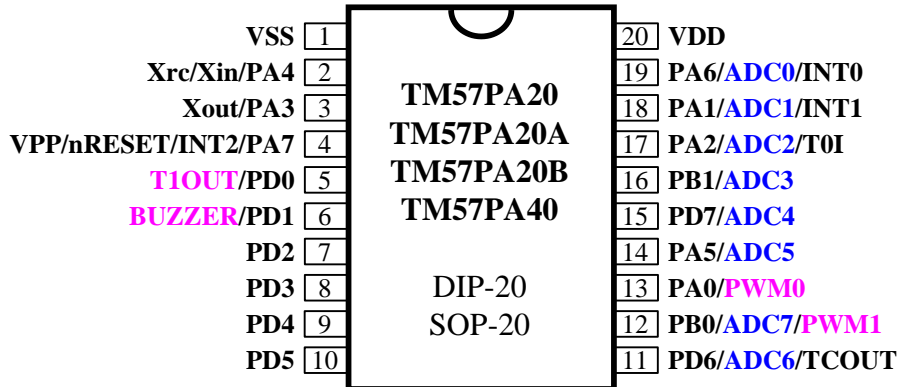 VSS 1 20 VDD
Xrc/Xin/PA4 2 19 PA6/ADC0/INT0
Xout/PA3 3 TM57PA20 18 PA1/ADC1/INT1
VPP/nRESET/INT2/PA7 4 TM57PA20A 17 PA2/ADC2/T0I
T1OUT/PD0 5 TM57PA20B 16 PB1/ADC3
BUZZER/PD1 6 TM57PA40 15 PD7/ADC4
PD2 7 14 PA5/ADC5
PD3 8 DIP-20 13 PA0/PWM0
PD4 9 SOP-20 12 PB0/ADC7/PWM1
PD5 10 11 PD6/ADC6/TCOUT